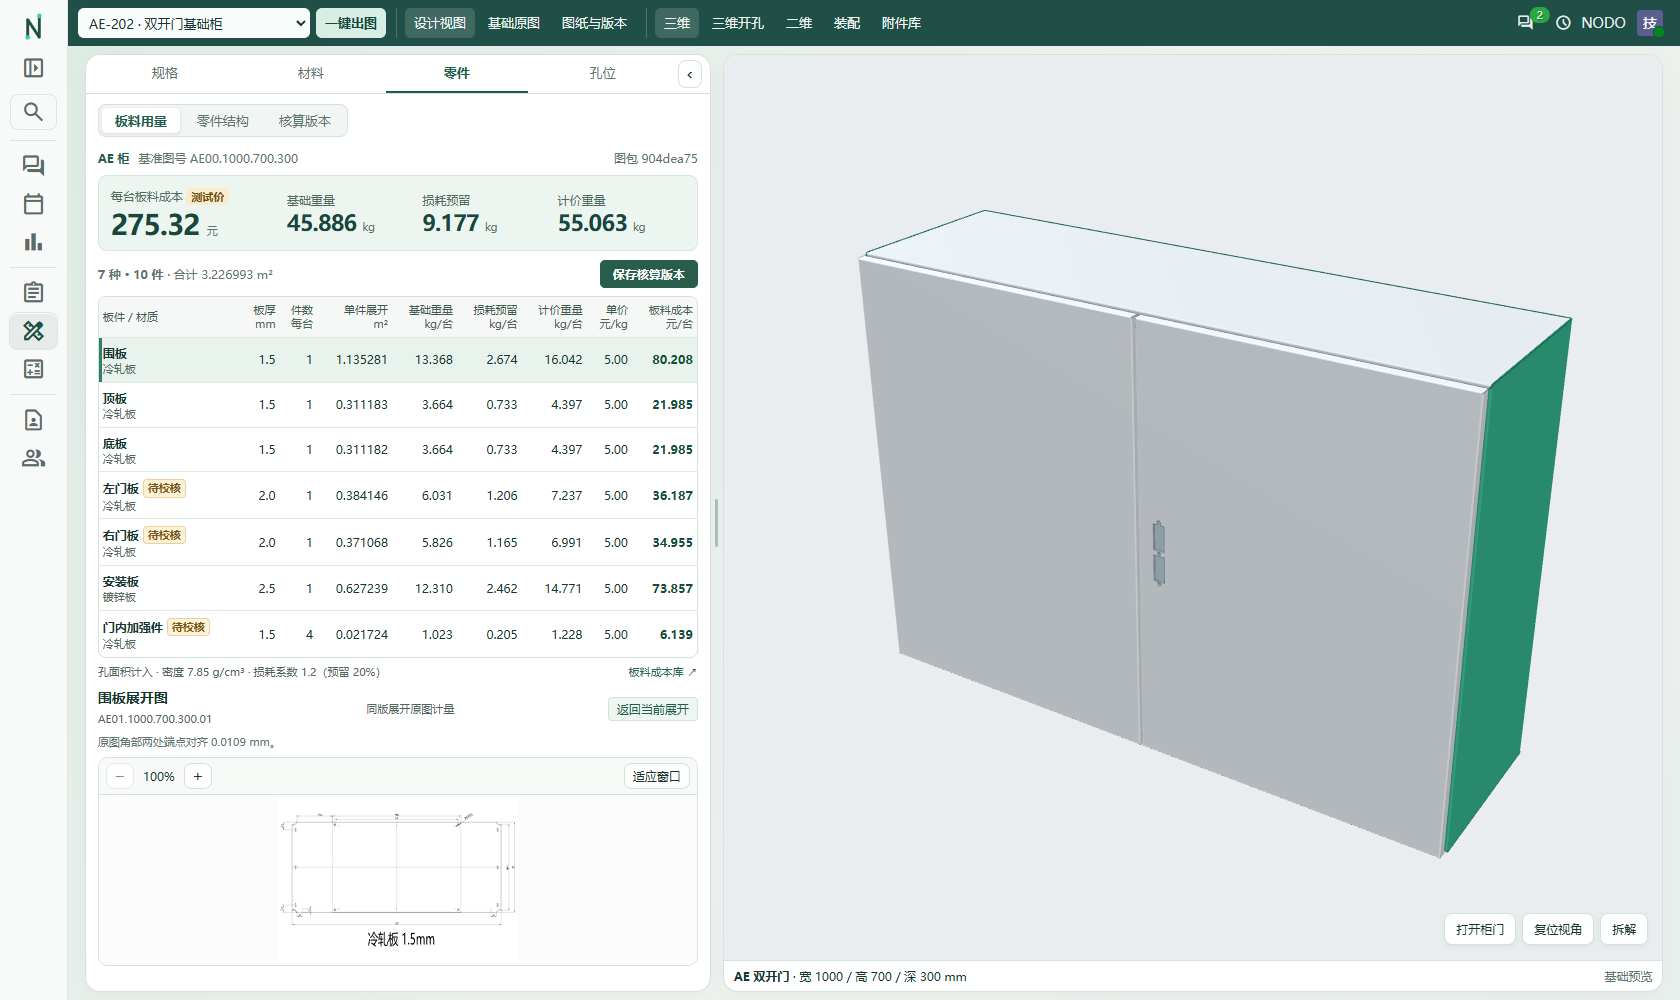 AE-202 · 双开门基础柜
一键出图
设计视图
基础原图
图纸与版本
三维
三维开孔
二维
装配
附件库
2
NODO
技
规格
材料
零件
孔位
板料用量
零件结构
核算版本
AE 柜 基准图号 AE00.1000.700.300
图包 904dea75
每台板料成本 测试价
275.32 元
基础重量
45.886 kg
损耗预留
9.177 kg
计价重量
55.063 kg
7 种 • 10 件 · 合计 3.226993 m²
保存核算版本
板件 / 材质
板厚 mm
件数 每台
单件展开 m²
基础重量 kg/台
损耗预留 kg/台
计价重量 kg/台
单价 元/kg
板料成本 元/台
围板
冷轧板
1.5 1 1.135281 13.368 2.674 16.042 5.00 80.208
顶板
冷轧板
1.5 1 0.311183 3.664 0.733 4.397 5.00 21.985
底板
冷轧板
1.5 1 0.311182 3.664 0.733 4.397 5.00 21.985
左门板 待校核
冷轧板
2.0 1 0.384146 6.031 1.206 7.237 5.00 36.187
右门板 待校核
冷轧板
2.0 1 0.371068 5.826 1.165 6.991 5.00 34.955
安装板
镀锌板
2.5 1 0.627239 12.310 2.462 14.771 5.00 73.857
门内加强件 待校核
冷轧板
1.5 4 0.021724 1.023 0.205 1.228 5.00 6.139
孔面积计入 · 密度 7.85 g/cm³ · 损耗系数 1.2（预留 20%）
板料成本库 ↗
围板展开图
AE01.1000.700.300.01
同版展开原图计量
返回当前展开
原图角部两处端点对齐 0.0109 mm。
− 100% +
适应窗口
冷轧板 1.5mm
打开柜门
复位视角
拆解
AE 双开门 · 宽 1000 / 高 700 / 深 300 mm
基础预览